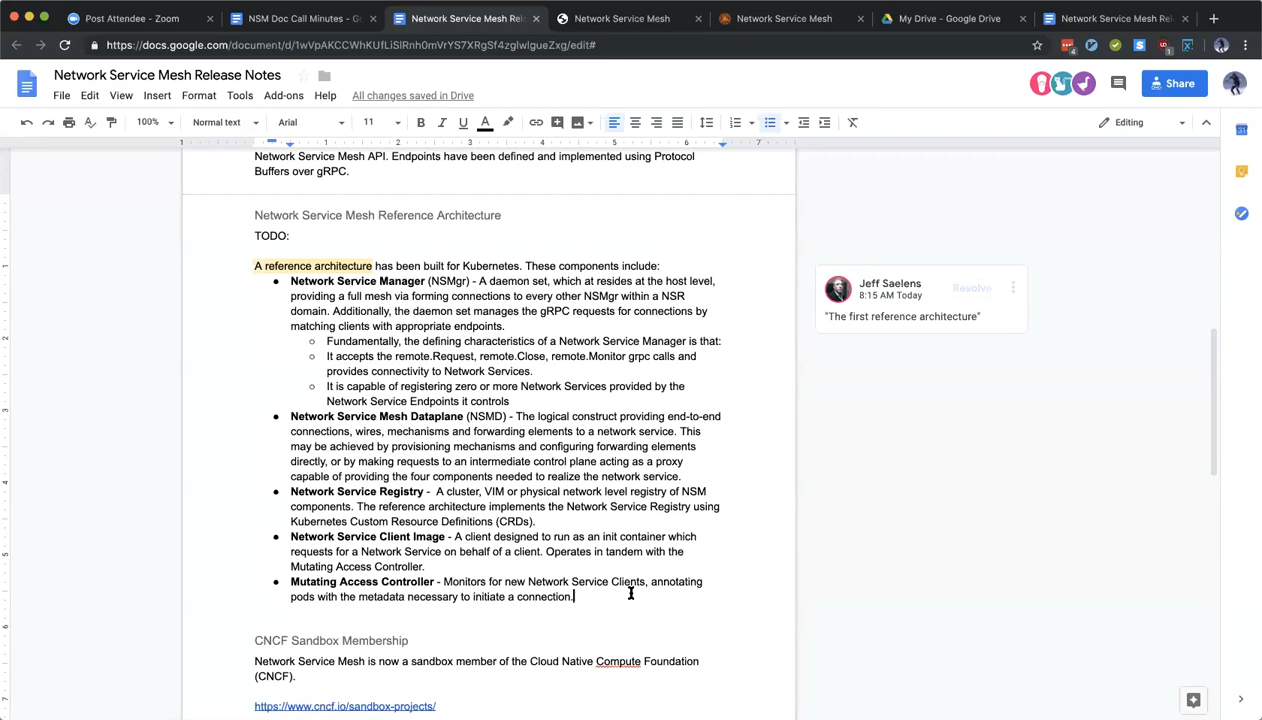 Post Attendee - Zoom
NSM Doc Call Minutes - G
Network Service Mesh Rel
Network Service Mesh
Network Service Mesh
My Drive - Google Drive
Network Service Mesh Rel
https://docs.google.com/document/d/1wVpAKCCWhKUfLiSlRnh0mVrYS7XRgSf4zglwlgueZxg/edit#
Network Service Mesh Release Notes
File Edit View Insert Format Tools Add-ons Help All changes saved in Drive
Share
100% Normal text Arial 11 B I U A Editing
1 1 2 3 4 5 6 7
Network Service Mesh API. Endpoints have been defined and implemented using Protocol
Buffers over gRPC.
Network Service Mesh Reference Architecture
TODO:
A reference architecture has been built for Kubernetes. These components include:
● Network Service Manager (NSMgr) - A daemon set, which at resides at the host level,
providing a full mesh via forming connections to every other NSMgr within a NSR
domain. Additionally, the daemon set manages the gRPC requests for connections by
matching clients with appropriate endpoints.
○ Fundamentally, the defining characteristics of a Network Service Manager is that:
○ It accepts the remote.Request, remote.Close, remote.Monitor grpc calls and
provides connectivity to Network Services.
○ It is capable of registering zero or more Network Services provided by the
Network Service Endpoints it controls
● Network Service Mesh Dataplane (NSMD) - The logical construct providing end-to-end
connections, wires, mechanisms and forwarding elements to a network service. This
may be achieved by provisioning mechanisms and configuring forwarding elements
directly, or by making requests to an intermediate control plane acting as a proxy
capable of providing the four components needed to realize the network service.
● Network Service Registry - A cluster, VIM or physical network level registry of NSM
components. The reference architecture implements the Network Service Registry using
Kubernetes Custom Resource Definitions (CRDs).
● Network Service Client Image - A client designed to run as an init container which
requests for a Network Service on behalf of a client. Operates in tandem with the
Mutating Access Controller.
● Mutating Access Controller - Monitors for new Network Service Clients, annotating
pods with the metadata necessary to initiate a connection.
CNCF Sandbox Membership
Network Service Mesh is now a sandbox member of the Cloud Native Compute Foundation
(CNCF).
https://www.cncf.io/sandbox-projects/
Jeff Saelens
8:15 AM Today
Resolve
"The first reference architecture"